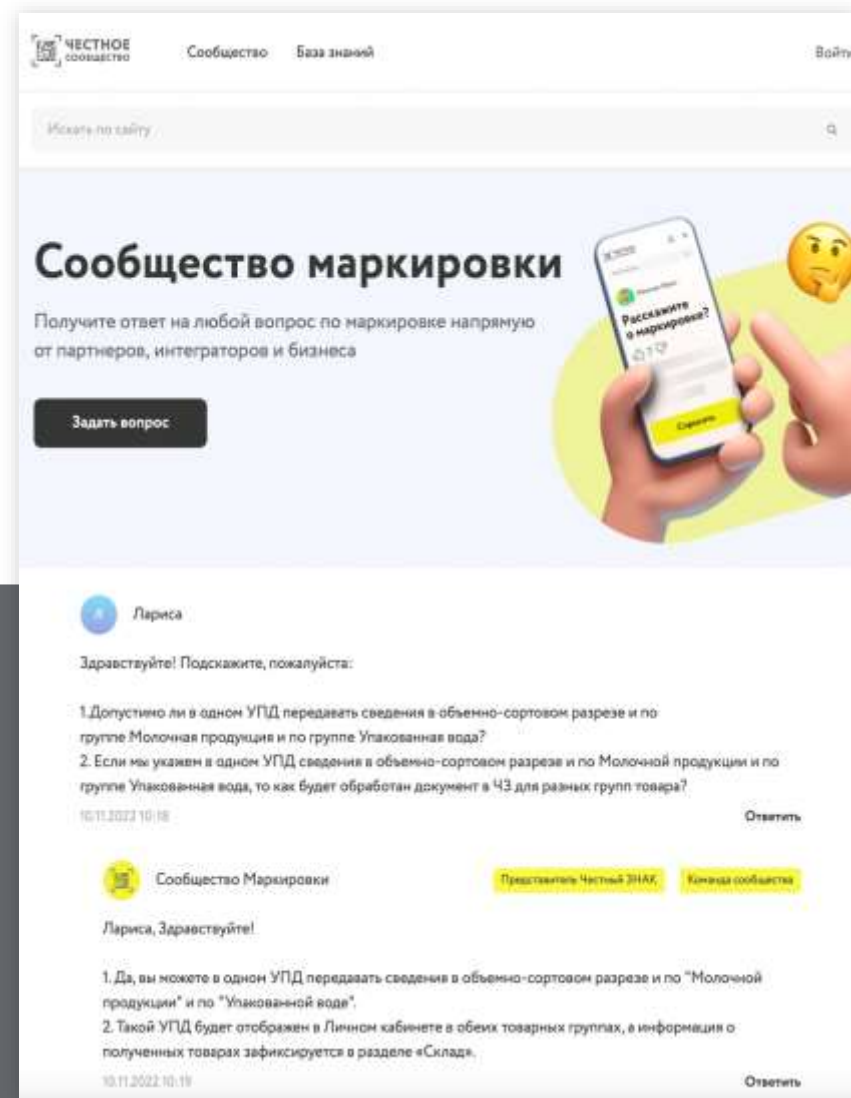 ЧЕСТНОЕ
СООБЩЕСТВО
Сообщество База знаний
Войти
Искать по сайту
Сообщество маркировки
Получите ответ на любой вопрос по маркировке напрямую
от партнеров, интеграторов и бизнеса
Задать вопрос
Расскажите
о маркировке?
Спросить
Лариса
Здравствуйте! Подскажите, пожалуйста:
1.Допустимо ли в одном УПД передавать сведения в объемно-сортовом разрезе и по
группе Молочная продукция и по группе Упакованная вода?
2. Если мы укажем в одном УПД сведения в объемно-сортовом разрезе и по Молочной продукции и по
группе Упакованная вода, то как будет обработан документ в ЧЗ для разных групп товара?
10.11.2022 10:18
Ответить
Сообщество Маркировки
Представитель Честный ЗНАК
Команда сообщества
Лариса, Здравствуйте!
1. Да, вы можете в одном УПД передавать сведения в объемно-сортовом разрезе и по "Молочной
продукции" и по "Упакованной воде".
2. Такой УПД будет отображен в Личном кабинете в обеих товарных группах, а информация о
полученных товарах зафиксируется в разделе «Склад».
10.11.2022 10:19
Ответить